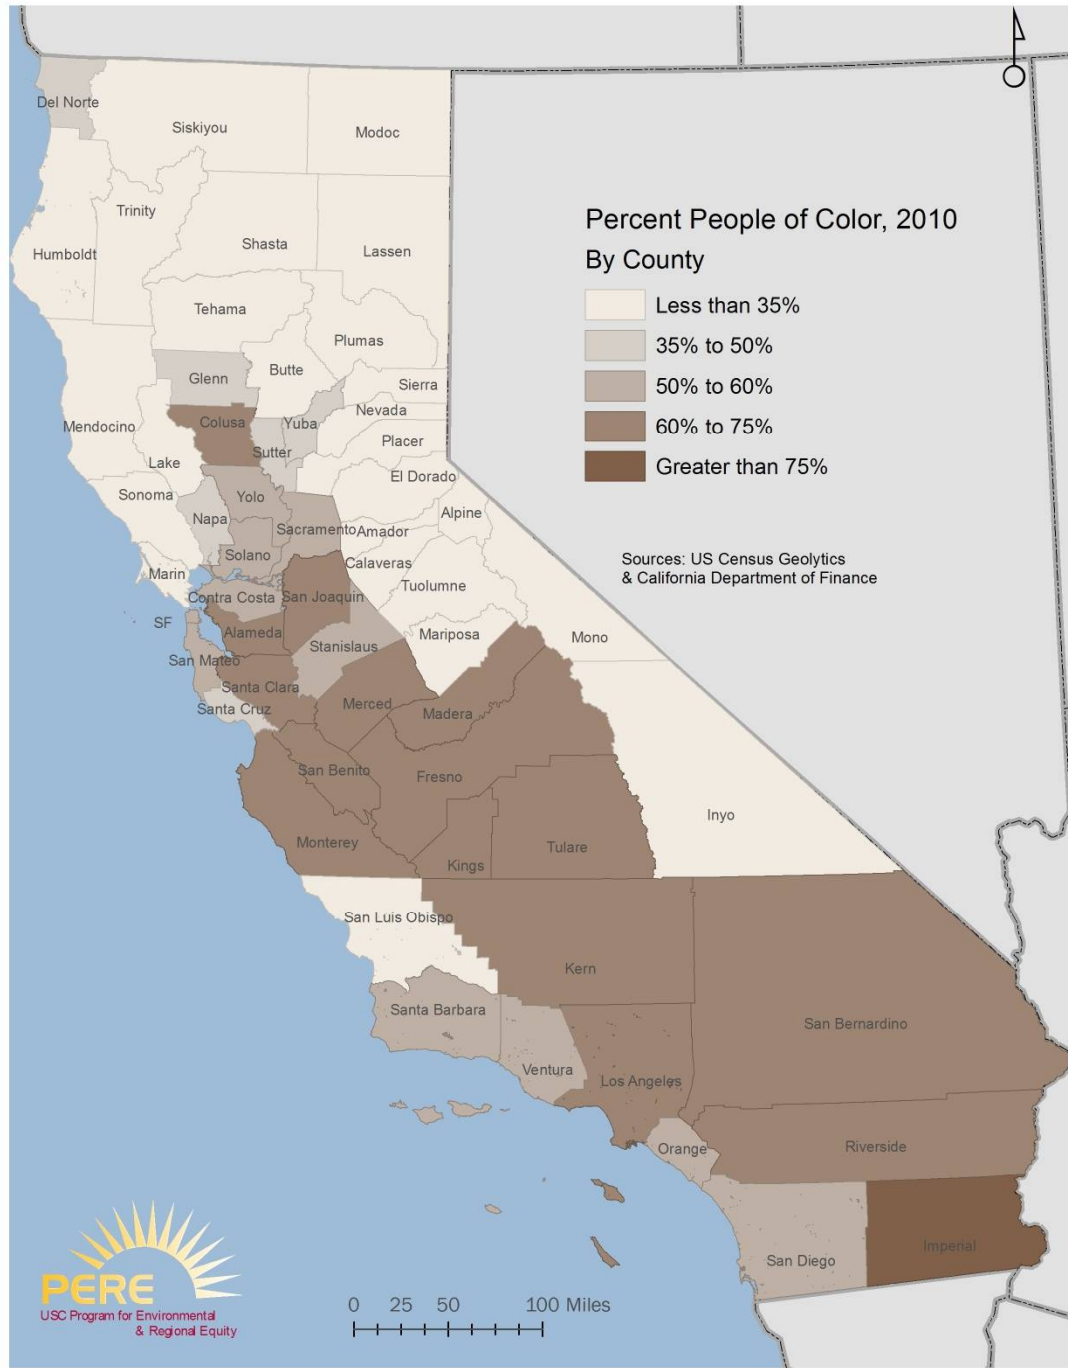 Del Norte
Siskiyou
Modoc
Trinity
Humboldt
Shasta
Lassen
Percent People of Color, 2010
By County
Less than 35%
35% to 50%
50% to 60%
60% to 75%
Greater than 75%
Sources: US Census Geolytics
& California Department of Finance
Tehama
Plumas
Glenn
Butte
Sierra
Nevada
Colusa
Yuba
Mendocino
Placer
Sutter
Lake
El Dorado
Sonoma
Yolo
Napa
Alpine
Sacramento
Amador
Solano
Calaveras
Marin
Tuolumne
Contra Costa
San Joaquin
SF
Alameda
Mariposa
Mono
Stanislaus
San Mateo
Santa Clara
Santa Cruz
Merced
Madera
San Benito
Fresno
Inyo
Monterey
Kings
Tulare
San Luis Obispo
Kern
Santa Barbara
San Bernardino
Ventura
Los Angeles
Orange
Riverside
Imperial
San Diego
PERE
USC Program for Environmental
& Regional Equity
0 25 50 100 Miles